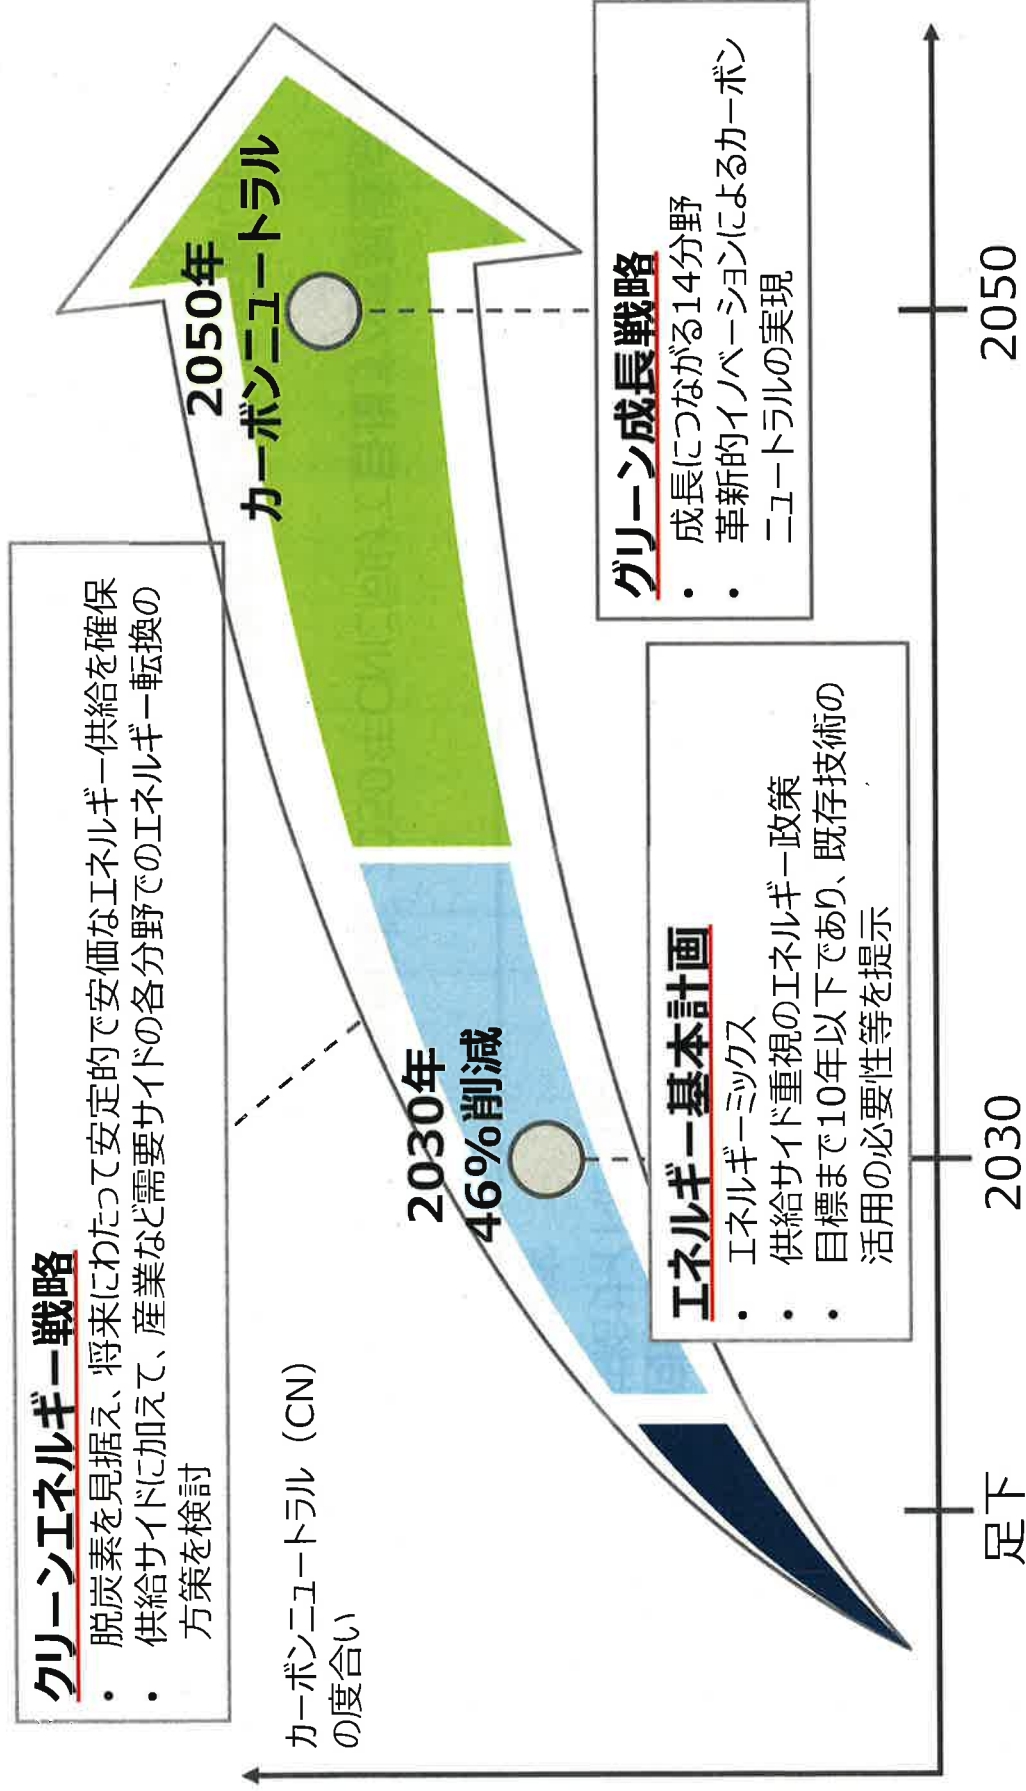 クリーンエネルギー戦略
• 脱炭素を見据え、将来にわたって安定的で安価なエネルギー供給を確保
• 供給サイドに加えて、産業など需要サイドの各分野でのエネルギー転換の
方策を検討
カーボンニュートラル（CN）
の度合い
2050年
カーボンニュートラル
2030年
46%削減
グリーン成長戦略
• 成長につながる14分野
• 革新的イノベーションによるカーボン
ニュートラルの実現
エネルギー基本計画
• エネルギーミックス
• 供給サイド重視のエネルギー政策
• 目標まで10年以下であり、既存技術の
活用の必要性等を提示
足下
2030
2050